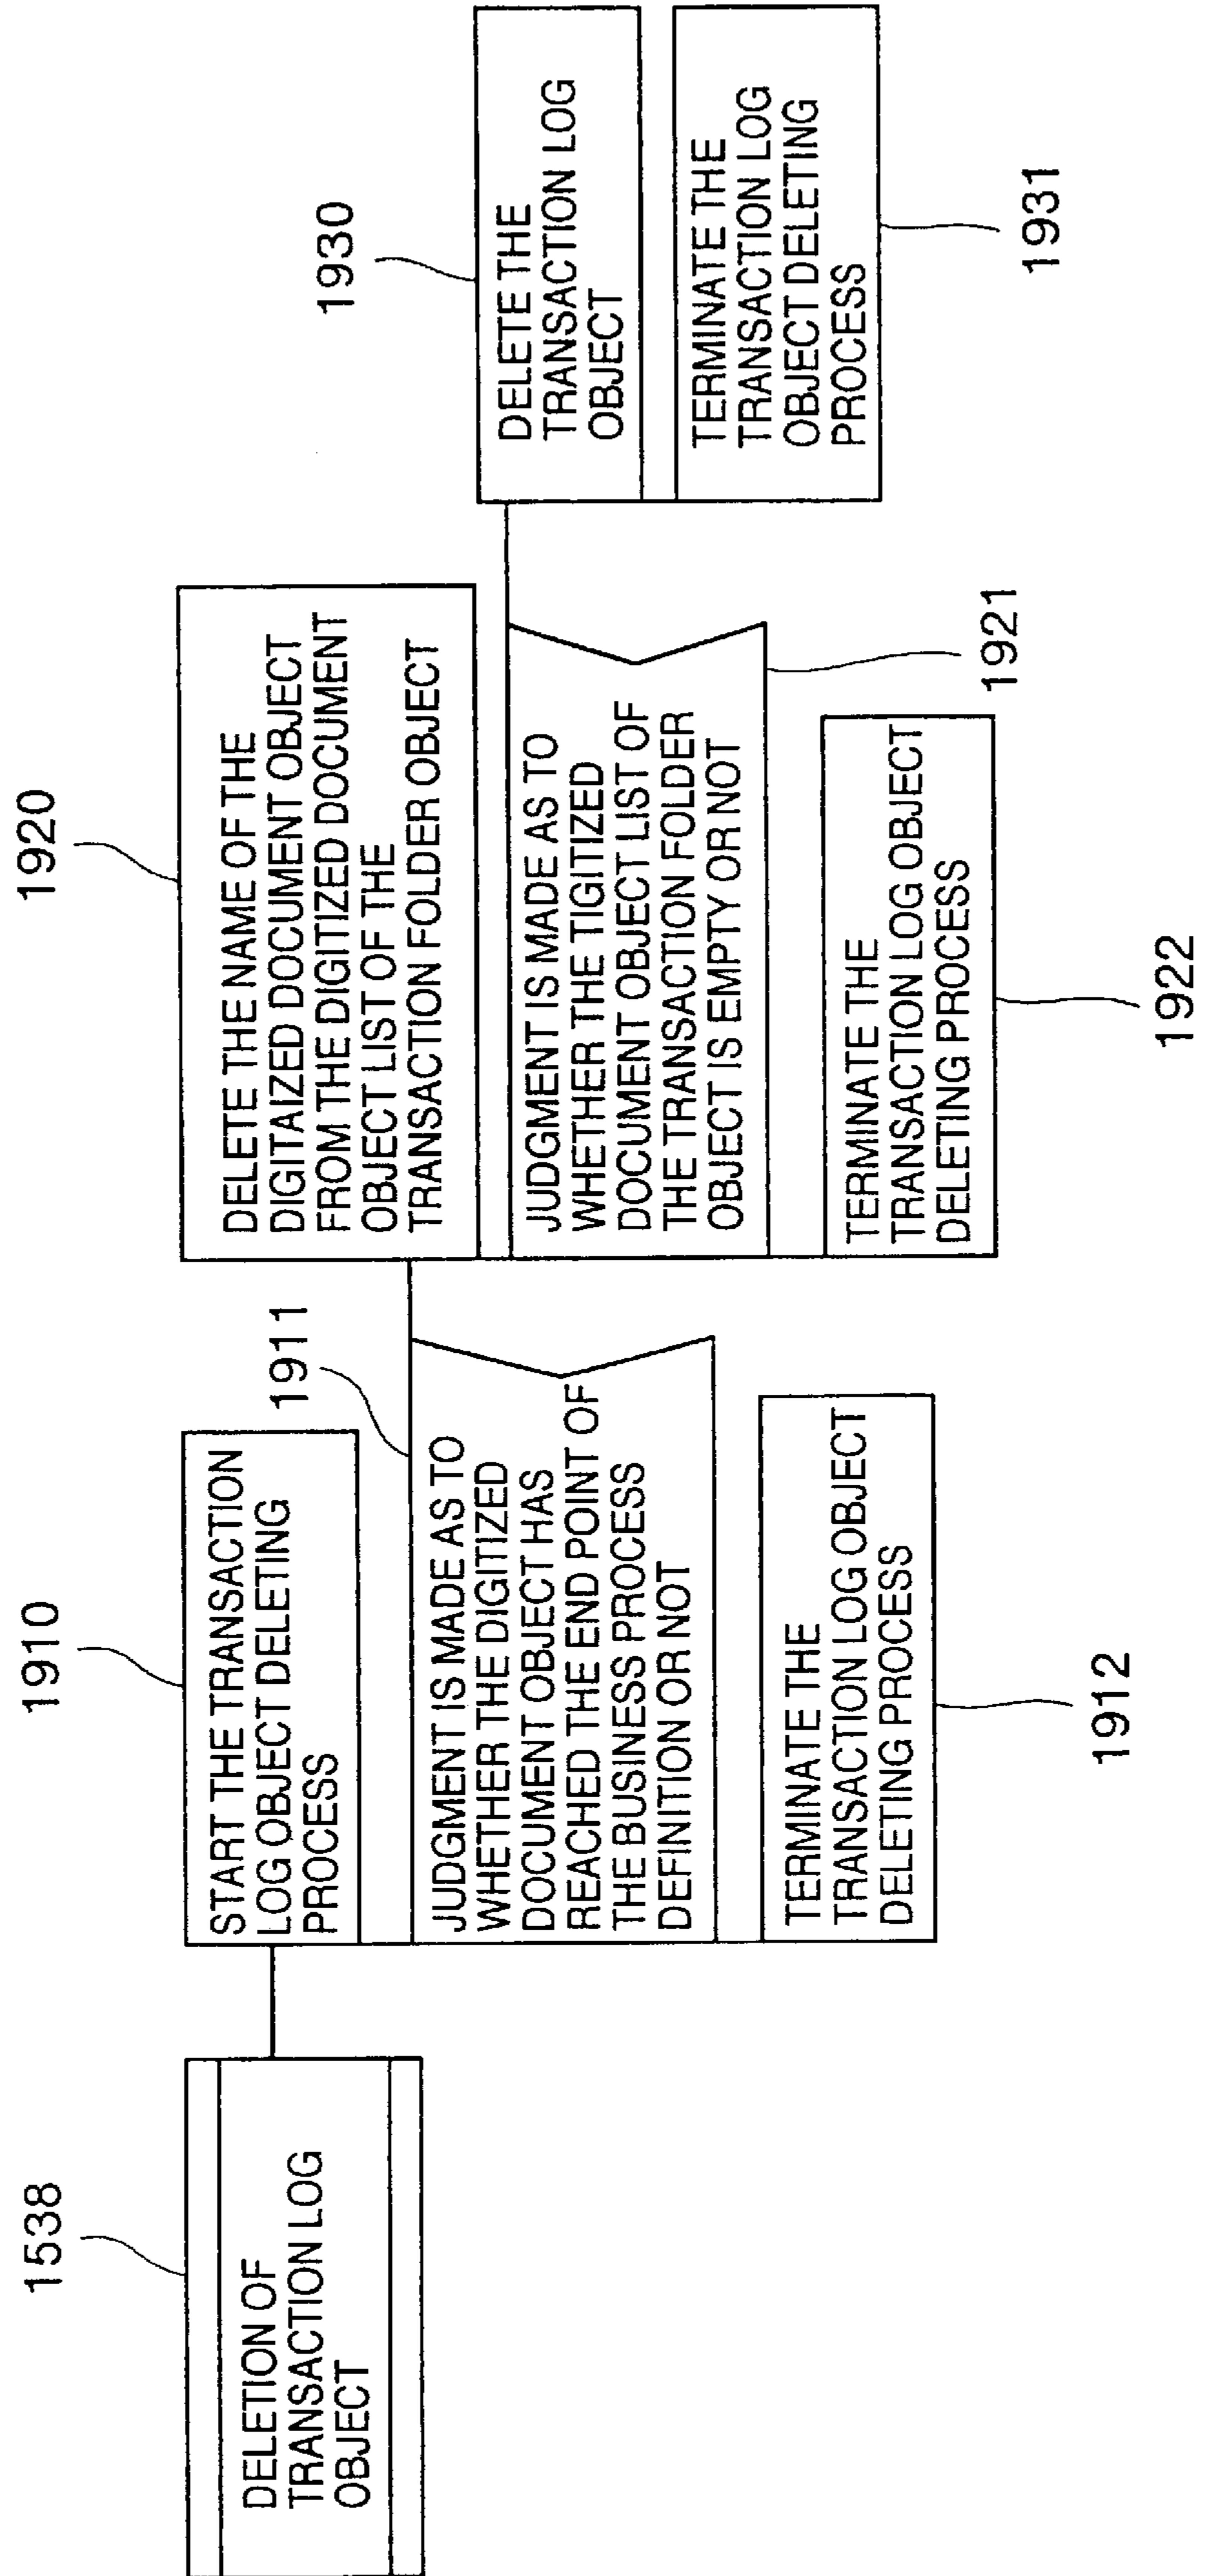 1538
DELETION OF
TRANSACTION LOG
OBJECT
1910
START THE TRANSACTION
LOG OBJECT DELETING
PROCESS
1911
JUDGMENT IS MADE AS TO
WHETHER THE DIGITIZED
DOCUMENT OBJECT HAS
REACHED THE END POINT OF
THE BUSINESS PROCESS
DEFINITION OR NOT
TERMINATE THE
TRANSACTION LOG OBJECT
DELETING PROCESS
1912
1920
DELETE THE NAME OF THE
DIGITAIZED DOCUMENT OBJECT
FROM THE DIGITIZED DOCUMENT
OBJECT LIST OF THE
TRANSACTION FOLDER OBJECT
JUDGMENT IS MADE AS TO
WHETHER THE TIGITIZED
DOCUMENT OBJECT LIST OF
THE TRANSACTION FOLDER
OBJECT IS EMPTY OR NOT
1921
TERMINATE THE
TRANSACTION LOG OBJECT
DELETING PROCESS
1922
1930
DELETE THE
TRANSACTION LOG
OBJECT
TERMINATE THE
TRANSACTION LOG
OBJECT DELETING
PROCESS
1931